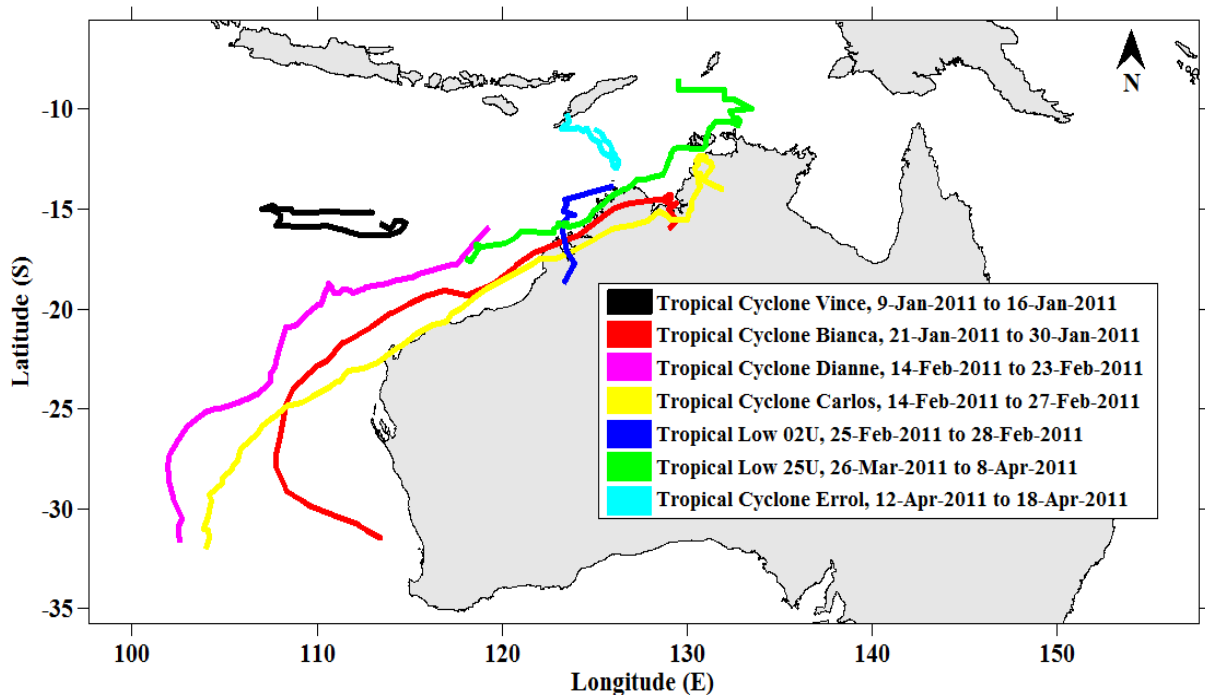 N
-10
-15
-20
-25
-30
-35
Latitude (S)
Tropical Cyclone Vince, 9-Jan-2011 to 16-Jan-2011
Tropical Cyclone Bianca, 21-Jan-2011 to 30-Jan-2011
Tropical Cyclone Dianne, 14-Feb-2011 to 23-Feb-2011
Tropical Cyclone Carlos, 14-Feb-2011 to 27-Feb-2011
Tropical Low 02U, 25-Feb-2011 to 28-Feb-2011
Tropical Low 25U, 26-Mar-2011 to 8-Apr-2011
Tropical Cyclone Errol, 12-Apr-2011 to 18-Apr-2011
100 110 120 130 140 150
Longitude (E)